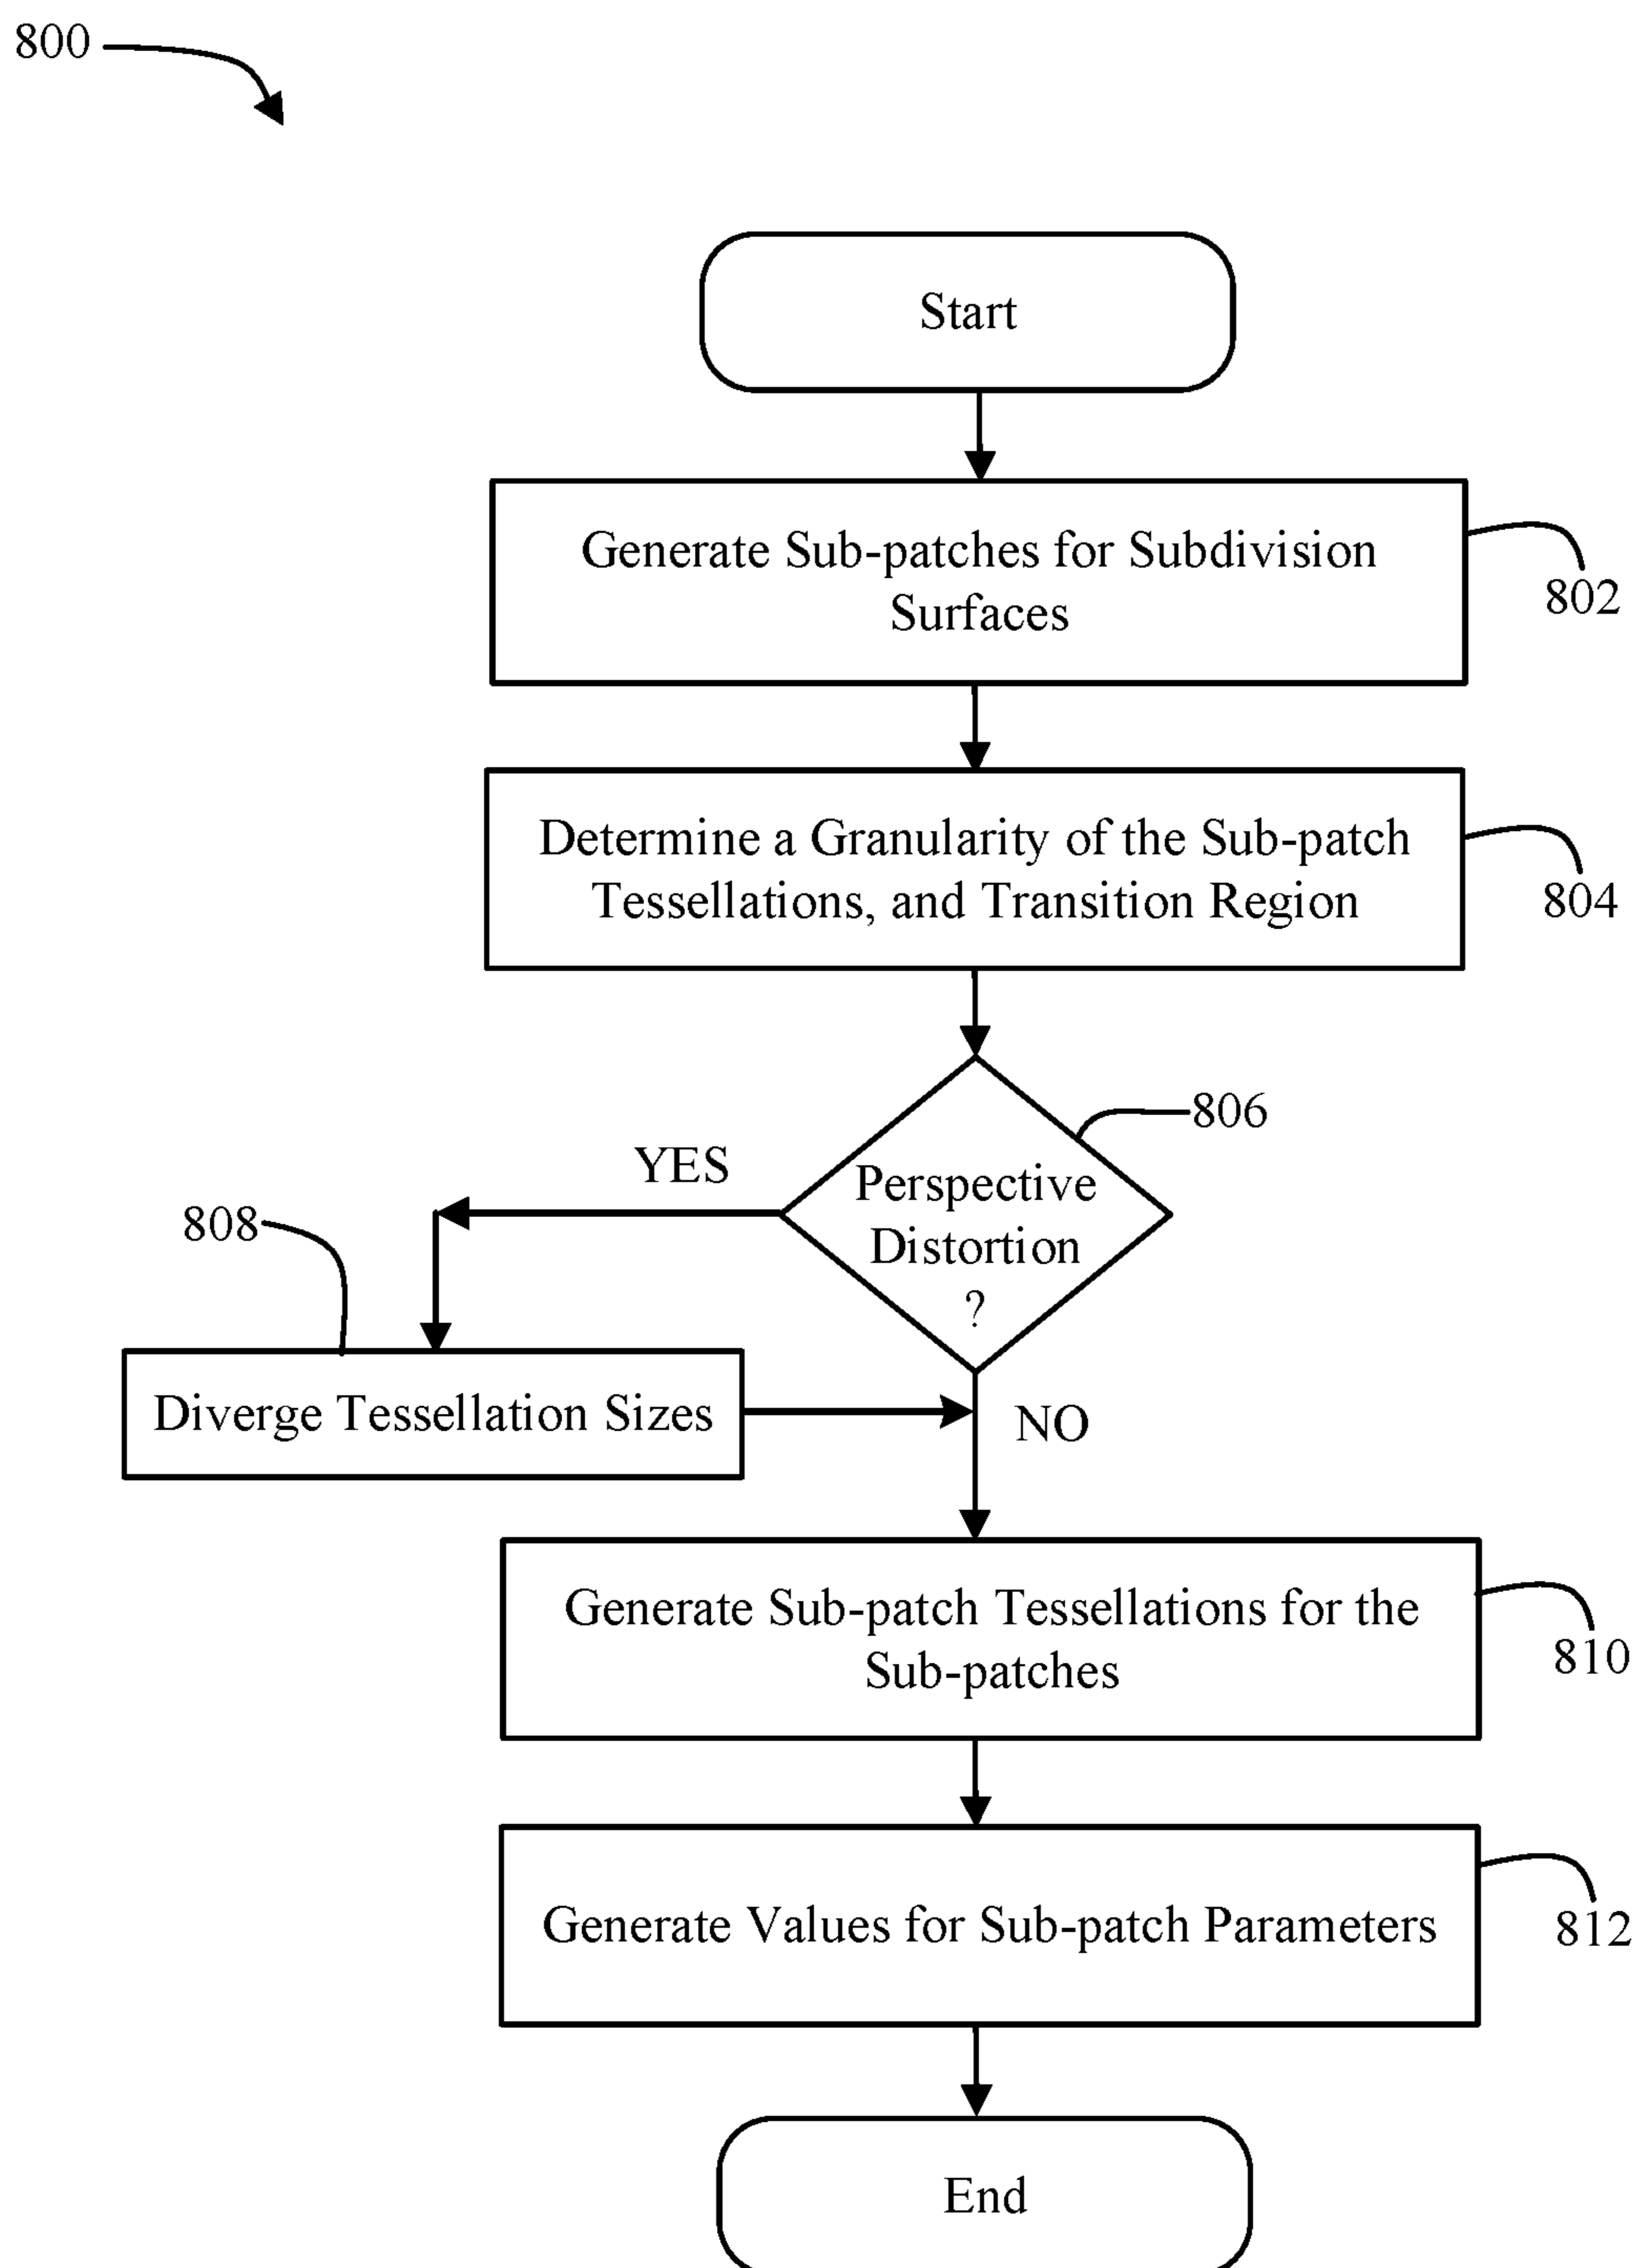 800
Start
Generate Sub-patches for Subdivision
Surfaces
802
Determine a Granularity of the Sub-patch
Tessellations, and Transition Region
804
806
Perspective
Distortion
?
YES
808
Diverge Tessellation Sizes
NO
Generate Sub-patch Tessellations for the
Sub-patches
810
Generate Values for Sub-patch Parameters
812
End